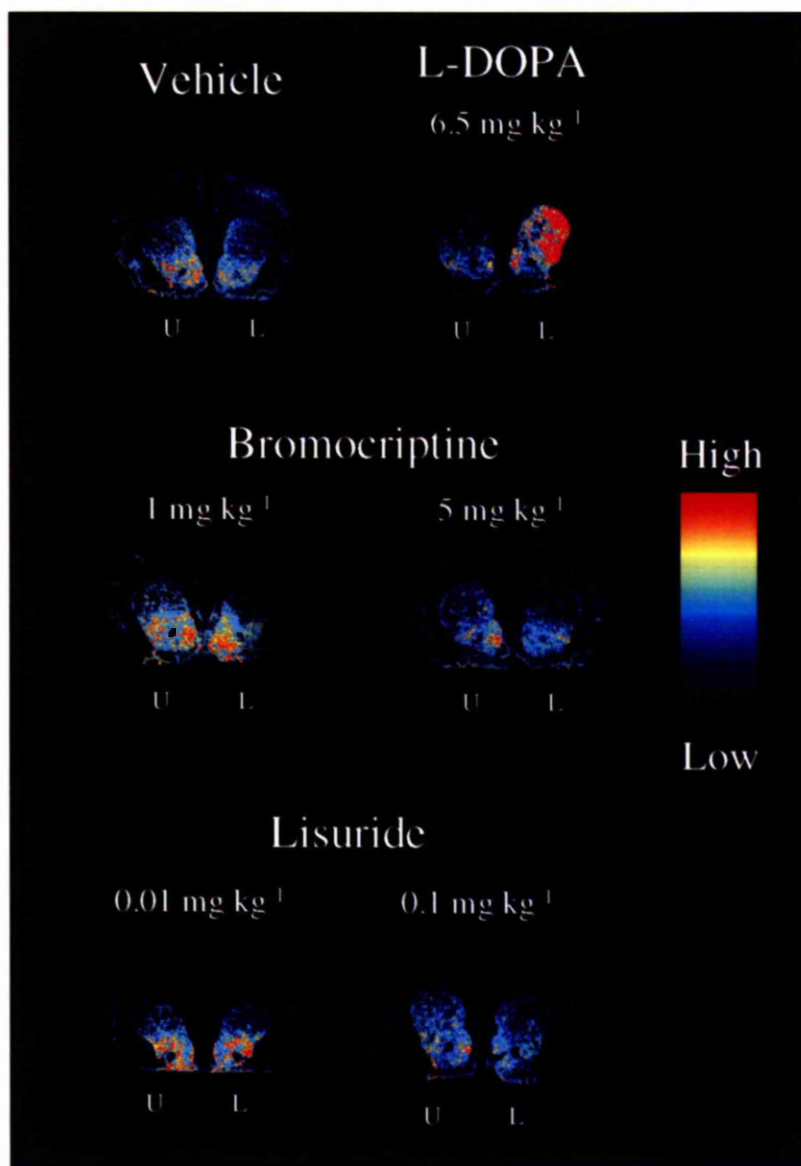 Vehicle
L-DOPA
6.5 mg kg-1
U L
U L
Bromocriptine
1 mg kg-1
5 mg kg-1
U L
U L
High
Low
Lisuride
0.01 mg kg-1
0.1 mg kg-1
U L
U L